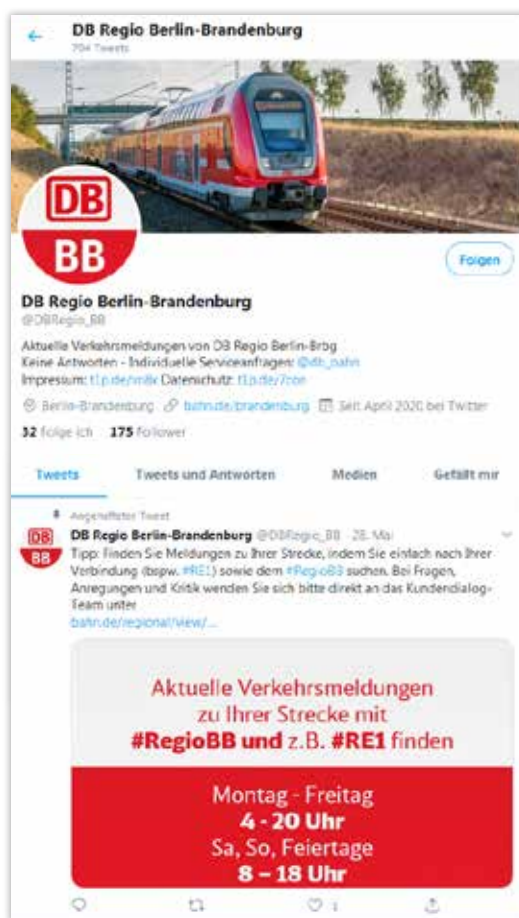 DB Regio Berlin-Brandenburg
704 Tweets
DB
BB
Folgen
DB Regio Berlin-Brandenburg
@DBRegio_BB
Aktuelle Verkehrsmeldungen von DB Regio Berlin-Brbg
Keine Antworten - Individuelle Serviceanfragen: @db_bahn
Impressum: Datenschutz:
Berlin-Brandenburg bahn.de/brandenburg Seit April 2020 bei Twitter
32 Folge ich 175 Follower
Tweets Tweets und Antworten Medien Gefällt mir
Angehefteter Tweet
DB
BB
DB Regio Berlin-Brandenburg @DBRegio_BB · 28. Mai
Tipp: Finden Sie Meldungen zu Ihrer Strecke, indem Sie einfach nach Ihrer
Verbindung (bspw. #RE1) sowie dem #RegioBB suchen. Bei Fragen,
Anregungen und Kritik wenden Sie sich bitte direkt an das Kundendialog-
Team unter
bahn.de/regional/view/...
Aktuelle Verkehrsmeldungen
zu Ihrer Strecke mit
#RegioBB und z.B. #RE1 finden
Montag - Freitag
4 - 20 Uhr
Sa, So, Feiertage
8 – 18 Uhr
1